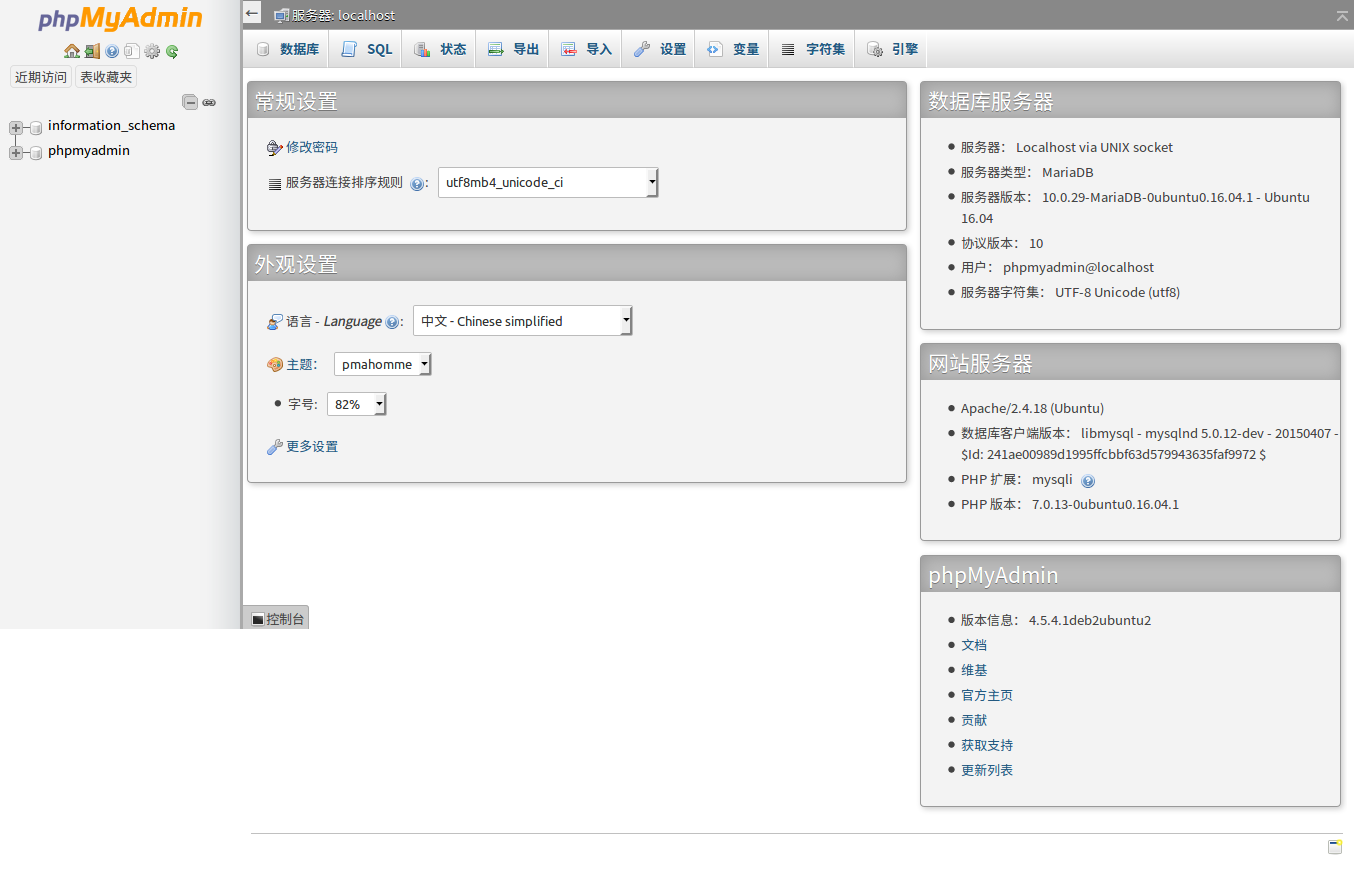 phpMyAdmin
近期访问 表收藏夹
information_schema
phpmyadmin
服务器: localhost
数据库 SQL 状态 导出 导入 设置 变量 字符集 引擎
常规设置
修改密码
服务器连接排序规则 : utf8mb4_unicode_ci
外观设置
语言 - Language : 中文 - Chinese simplified
主题: pmahomme
字号: 82%
更多设置
控制台
数据库服务器
服务器: Localhost via UNIX socket
服务器类型: MariaDB
服务器版本: 10.0.29-MariaDB-0ubuntu0.16.04.1 - Ubuntu
16.04
协议版本: 10
用户: phpmyadmin@localhost
服务器字符集: UTF-8 Unicode (utf8)
网站服务器
Apache/2.4.18 (Ubuntu)
数据库客户端版本: libmysql - mysqlnd 5.0.12-dev - 20150407 -
$Id: 241ae00989d1995ffcbbf63d579943635faf9972 $
PHP 扩展: mysqli
PHP 版本: 7.0.13-0ubuntu0.16.04.1
phpMyAdmin
版本信息: 4.5.4.1deb2ubuntu2
文档
维基
官方主页
贡献
获取支持
更新列表